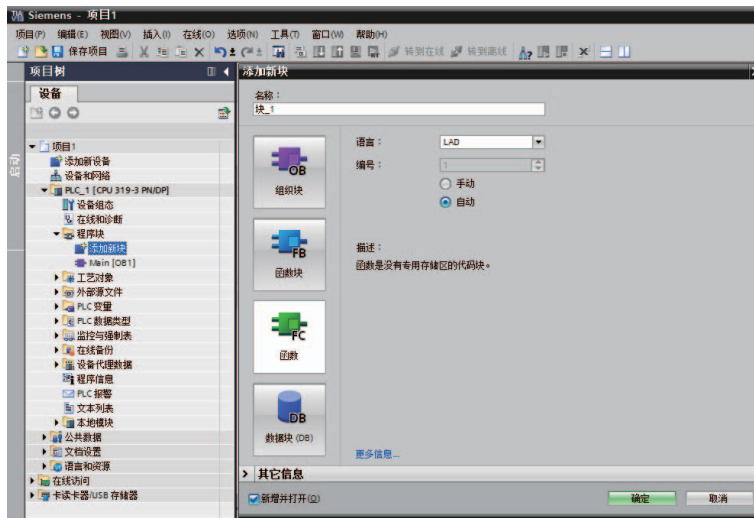 Siemens - 项目1
项目(P) 编辑(E) 视图(V) 插入(I) 在线(O) 选项(N) 工具(T) 窗口(W) 帮助(H)
保存项目 转到在线 转到离线
项目树
设备
启动
项目1
添加新设备
设备和网络
PLC_1 [CPU 319-3 PN/DP]
设备组态
在线和诊断
程序块
添加新块
Main [OB1]
工艺对象
外部源文件
PLC 变量
PLC 数据类型
监控与强制表
在线备份
设备代理数据
程序信息
PLC 报警
文本列表
本地模块
公共数据
文档设置
语言和资源
在线访问
卡读卡器/USB 存储器
添加新块
名称：
块_1
OB
组织块
FB
函数块
FC
函数
DB
数据块 (DB)
语言： LAD
编号： 1
手动
自动
描述：
函数是没有专用存储区的代码块。
更多信息...
> 其它信息
新增并打开(O)
确定 取消